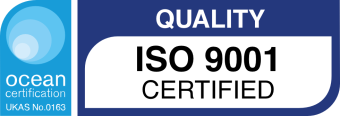 ocean
certification
UKAS No.0163
QUALITY
ISO 9001
CERTIFIED